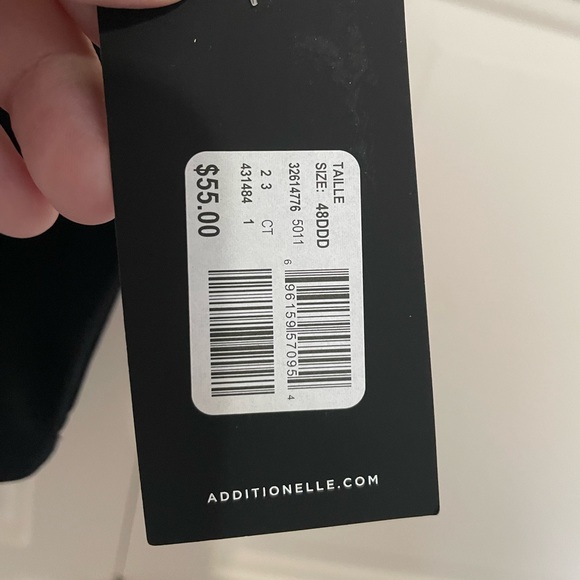 TAILLE
SIZE: 48DDD
32614776 5011
2 3 CT
431484 1
$55.00
6 96159 57095 4
ADDITIONELLE.COM